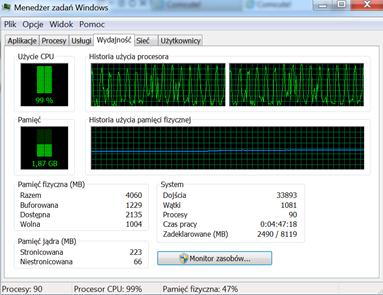 Menedżer zadań Windows
Plik Opcje Widok Pomoc
Aplikacje Procesy Usługi Wydajność Sieć Użytkownicy
Użycie CPU
Historia użycia procesora
99 %
Pamięć
Historia użycia pamięci fizycznej
1,87 GB
Pamięć fizyczna (MB)
Razem 4060
Buforowana 1229
Dostępna 2135
Wolna 1004
System
Dojścia 33893
Wątki 1081
Procesy 90
Czas pracy 0:04:47:18
Zadeklarowane (MB) 2490 / 8119
Pamięć jądra (MB)
Stronicowana 223
Niestronicowana 66
Monitor zasobów...
Procesy: 90 Procesor CPU: 99% Pamięć fizyczna: 47%